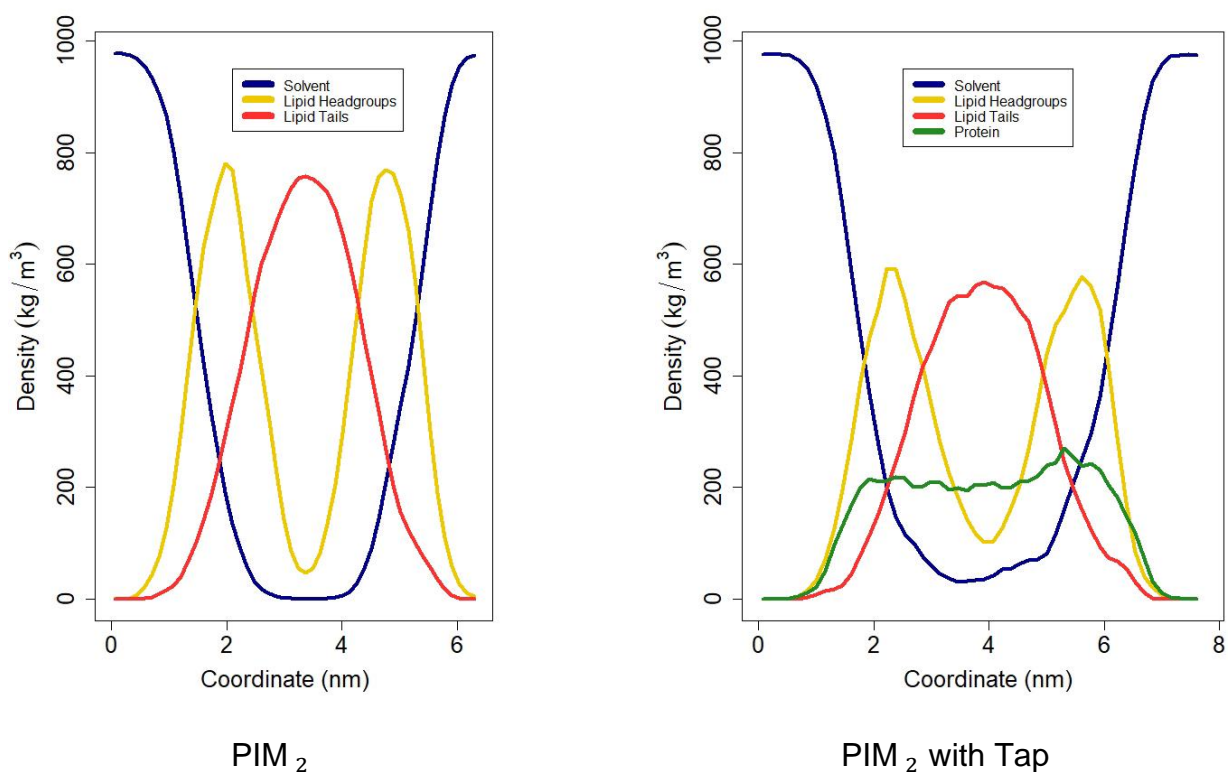 1000
800
600
400
200
0
Density (kg/m³)
Solvent
Lipid Headgroups
Lipid Tails
0 2 4 6
Coordinate (nm)
PIM ₂
1000
800
600
400
200
0
Density (kg/m³)
Solvent
Lipid Headgroups
Lipid Tails
Protein
0 2 4 6 8
Coordinate (nm)
PIM ₂ with Tap